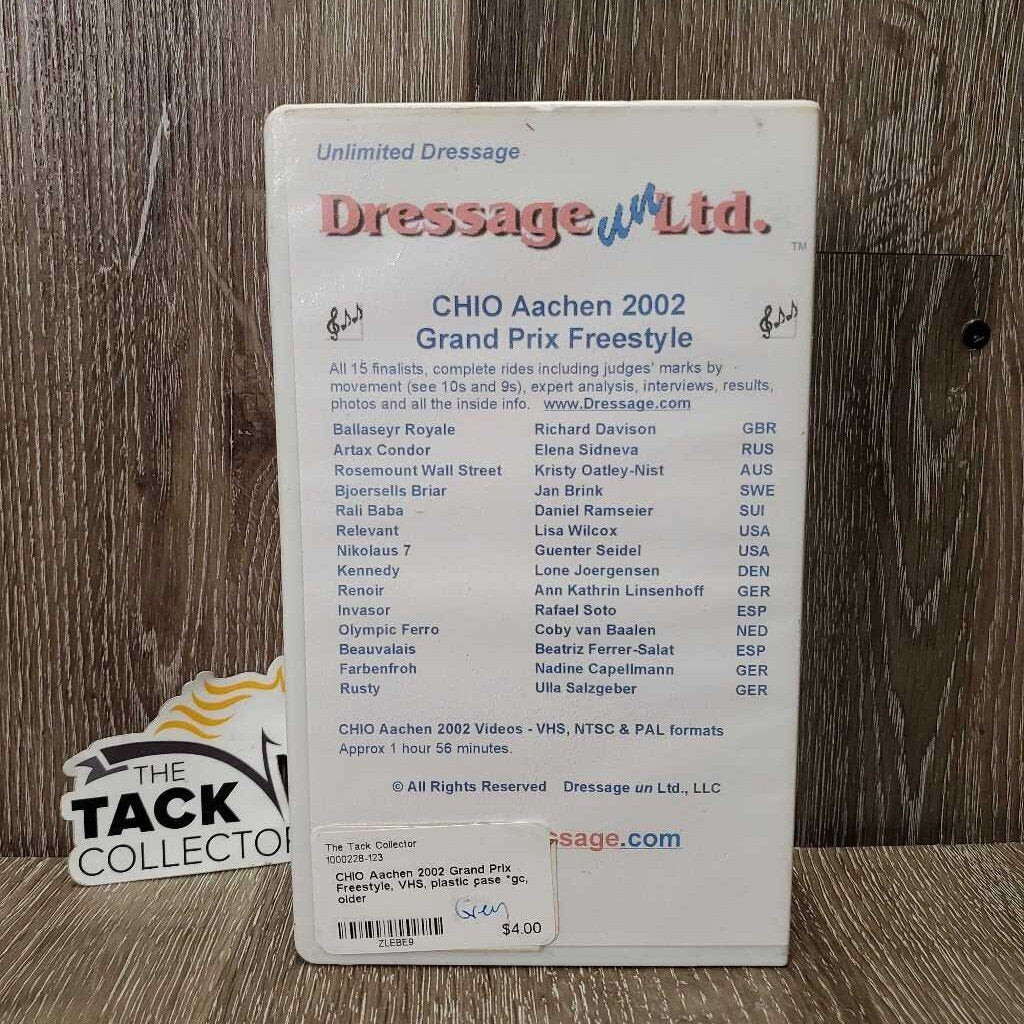 Unlimited Dressage
Dressage un Ltd.
TM
CHIO Aachen 2002
Grand Prix Freestyle
All 15 finalists, complete rides including judges' marks by
movement (see 10s and 9s), expert analysis, interviews, results,
photos and all the inside info. www.Dressage.com
Ballaseyr Royale Richard Davison GBR
Artax Condor Elena Sidneva RUS
Rosemount Wall Street Kristy Oatley-Nist AUS
Bjoersells Briar Jan Brink SWE
Rali Baba Daniel Ramseier SUI
Relevant Lisa Wilcox USA
Nikolaus 7 Guenter Seidel USA
Kennedy Lone Joergensen DEN
Renoir Ann Kathrin Linsenhoff GER
Invasor Rafael Soto ESP
Olympic Ferro Coby van Baalen NED
Beauvalais Beatriz Ferrer-Salat ESP
Farbenfroh Nadine Capellmann GER
Rusty Ulla Salzgeber GER
CHIO Aachen 2002 Videos - VHS, NTSC & PAL formats
Approx 1 hour 56 minutes.
© All Rights Reserved Dressage un Ltd., LLC
ssage.com
The Tack Collector
1000228-123
CHIO Aachen 2002 Grand Prix
Freestyle, VHS, plastic case *gc,
older
Grey
$4.00
ZLEBE9
THE
TACK
COLLECTOR